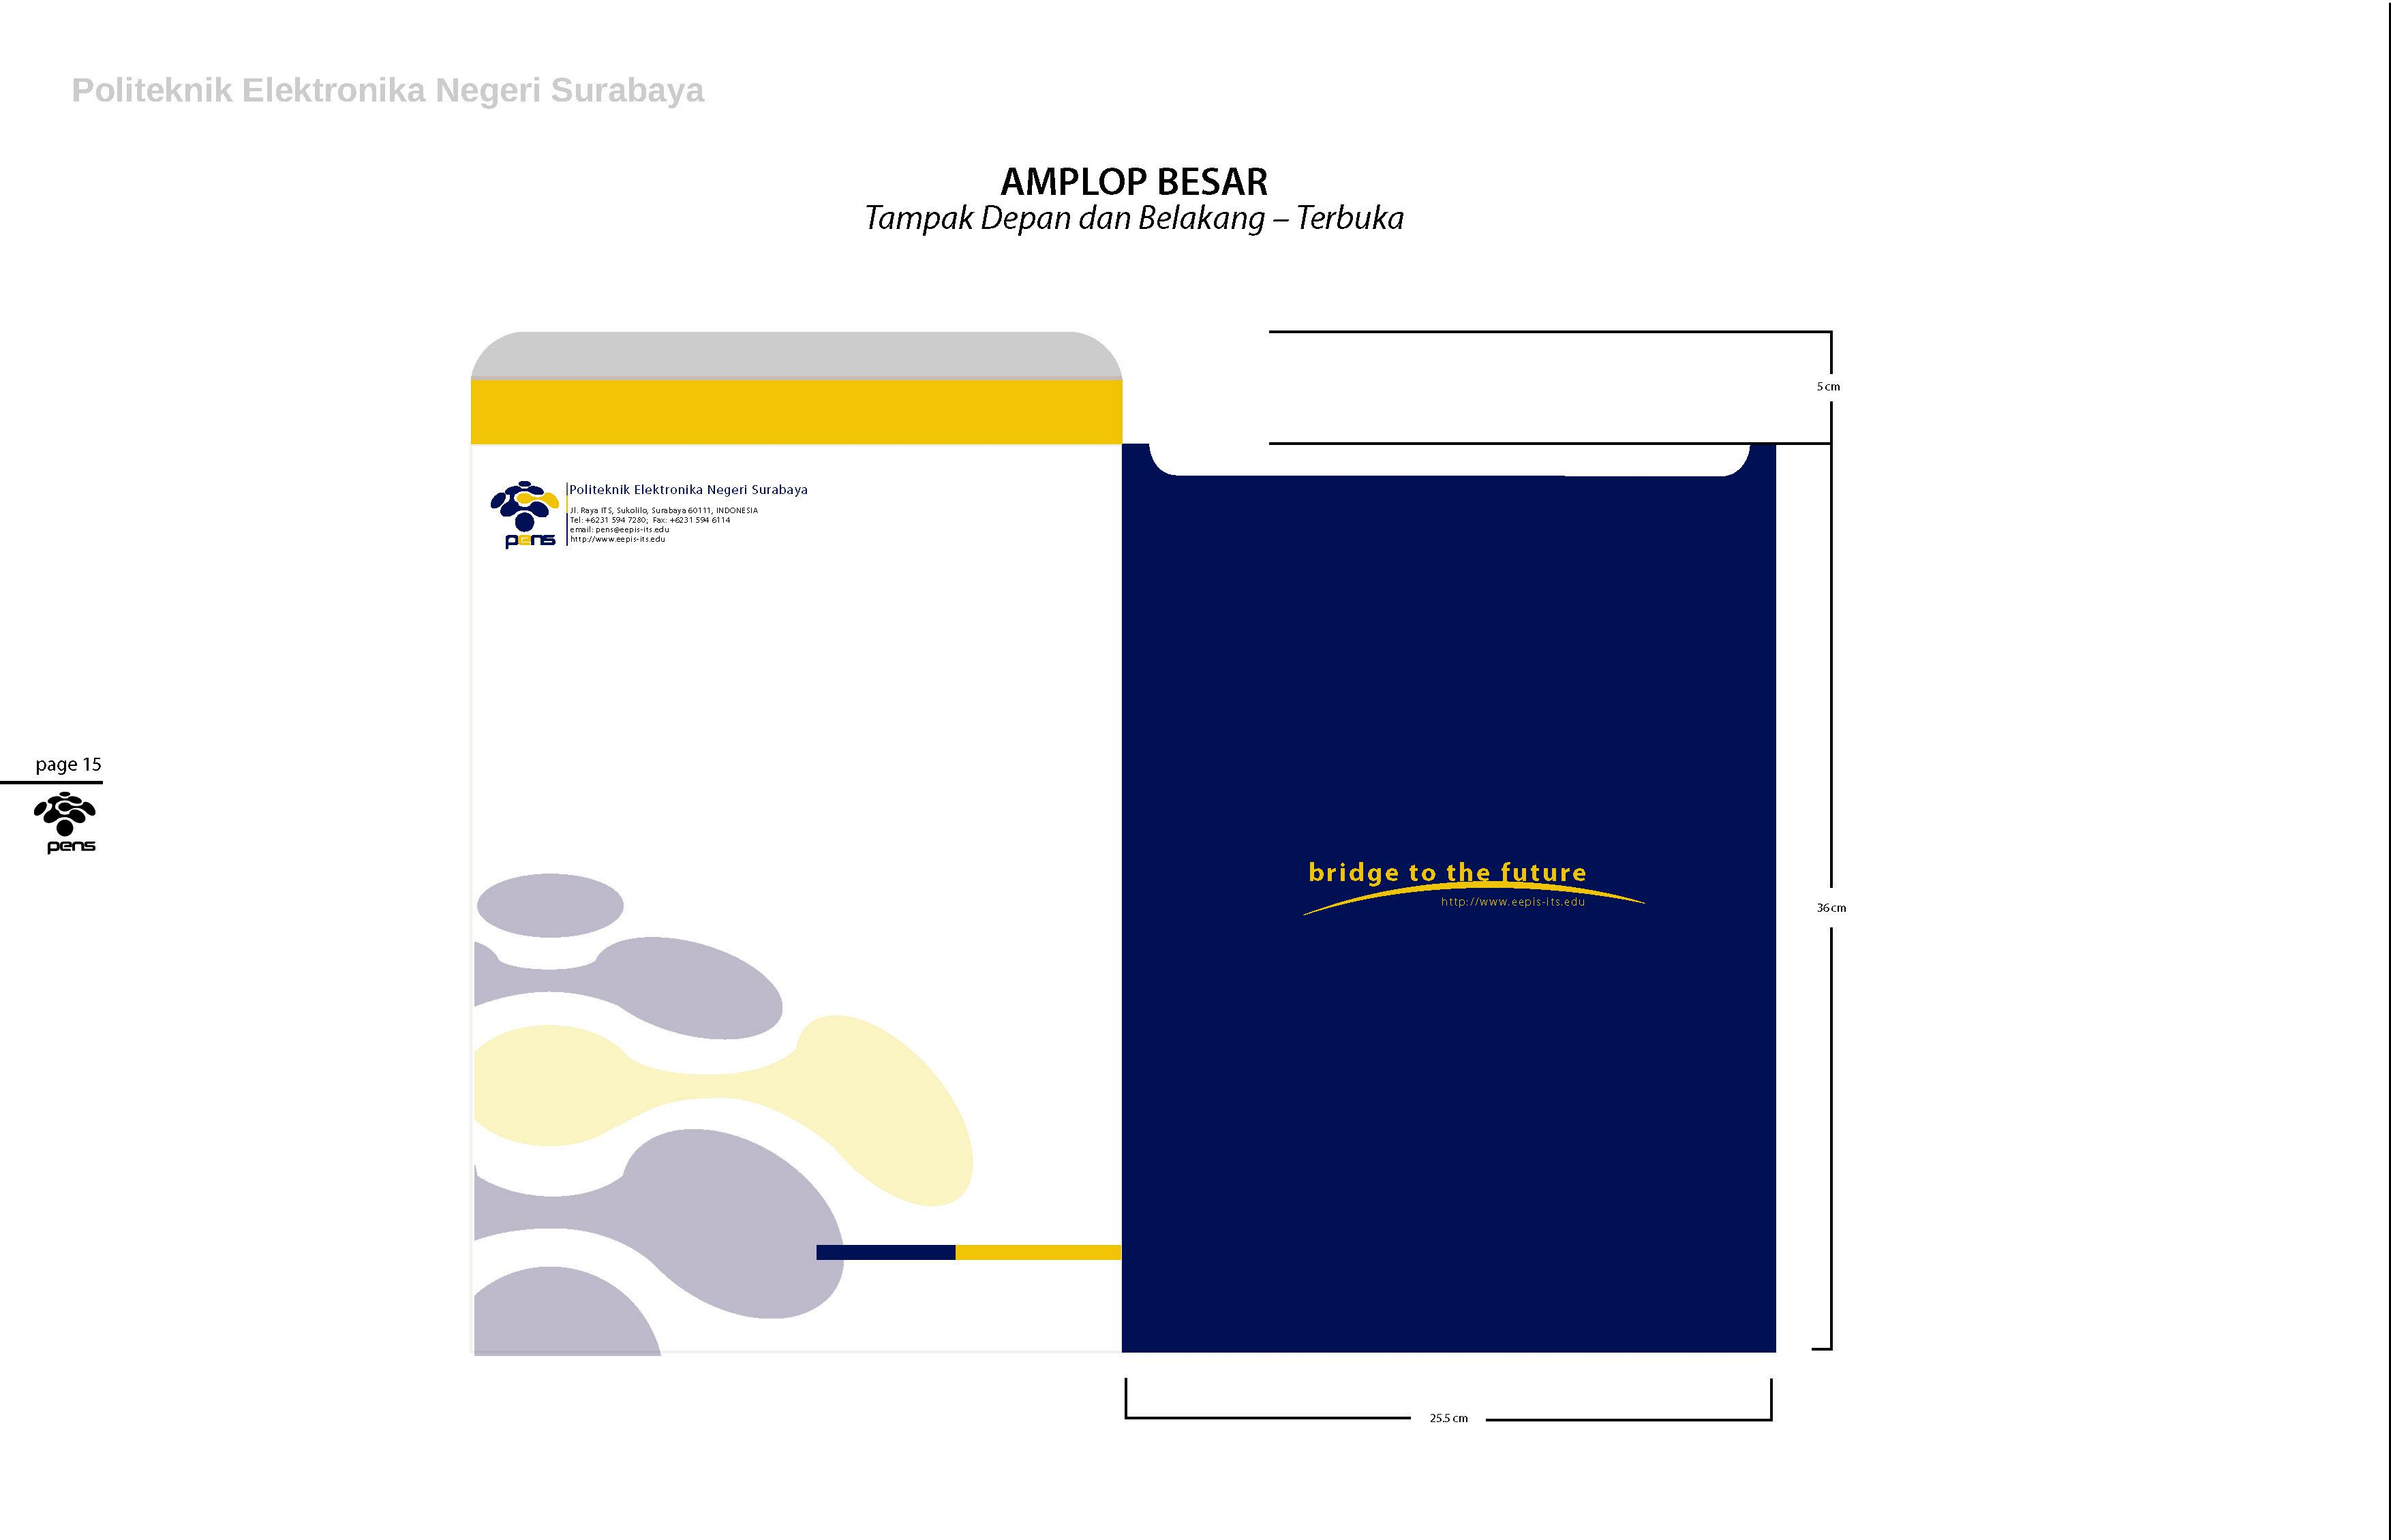 Politeknik Elektronika Negeri Surabaya
AMPLOP BESAR
Tampak Depan dan Belakang – Terbuka
5 cm
Politeknik Elektronika Negeri Surabaya
Jl. Raya ITS, Sukolilo, Surabaya 60111, INDONESIA
Tel: +6231 594 7280; Fax: +6231 594 6114
email: pens@eepis-its.edu
http://www.eepis-its.edu
pens
page 15
pens
bridge to the future
http://www.eepis-its.edu
36 cm
25.5 cm